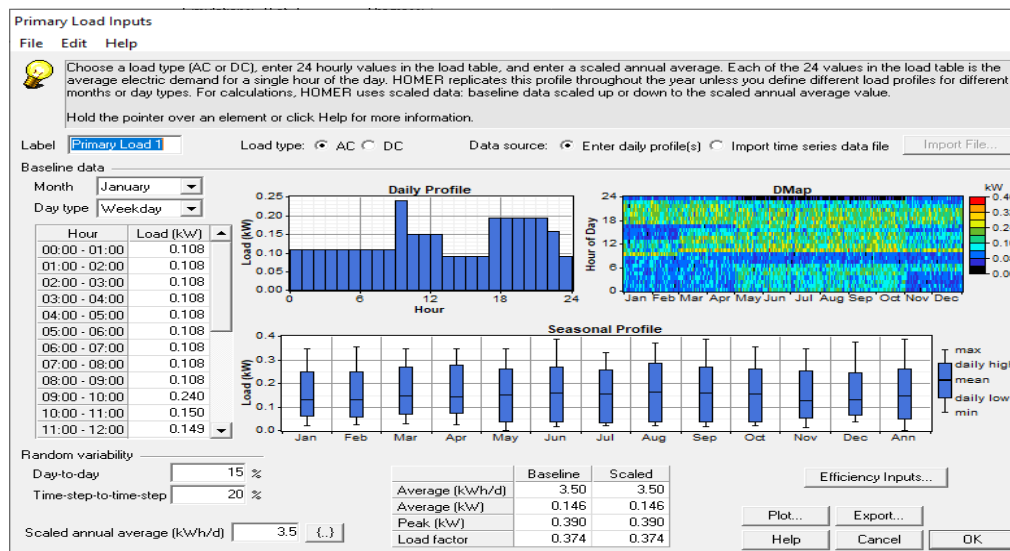 Primary Load Inputs
File Edit Help
Choose a load type (AC or DC), enter 24 hourly values in the load table, and enter a scaled annual average. Each of the 24 values in the load table is the
average electric demand for a single hour of the day. HOMER replicates this profile throughout the year unless you define different load profiles for different
months or day types. For calculations, HOMER uses scaled data: baseline data scaled up or down to the scaled annual average value.
Hold the pointer over an element or click Help for more information.
Label Primary Load 1 Load type: AC DC Data source: Enter daily profile(s) Import time series data file Import File...
Baseline data
Month January
Day type Weekday
Hour Load (kW)
00:00 - 01:00 0.108
01:00 - 02:00 0.108
02:00 - 03:00 0.108
03:00 - 04:00 0.108
04:00 - 05:00 0.108
05:00 - 06:00 0.108
06:00 - 07:00 0.108
07:00 - 08:00 0.108
08:00 - 09:00 0.108
09:00 - 10:00 0.240
10:00 - 11:00 0.150
11:00 - 12:00 0.149
Daily Profile
Load (kW)
0.25
0.20
0.15
0.10
0.05
0.00
0 6 12 18 24
Hour
DMap
Hour of Day
24
18
12
6
0
Jan Feb Mar Apr May Jun Jul Aug Sep Oct Nov Dec
kW
Seasonal Profile
Load (kW)
0.4
0.3
0.2
0.1
0.0
Jan Feb Mar Apr May Jun Jul Aug Sep Oct Nov Dec Ann
max
daily high
mean
daily low
min
Random variability
Day-to-day 15 %
Time-step-to-time-step 20 %
Scaled annual average (kWh/d) 3.5 {..}
Baseline Scaled
Average (kWh/d) 3.50 3.50
Average (kW) 0.146 0.146
Peak (kW) 0.390 0.390
Load factor 0.374 0.374
Efficiency Inputs...
Plot... Export...
Help Cancel OK